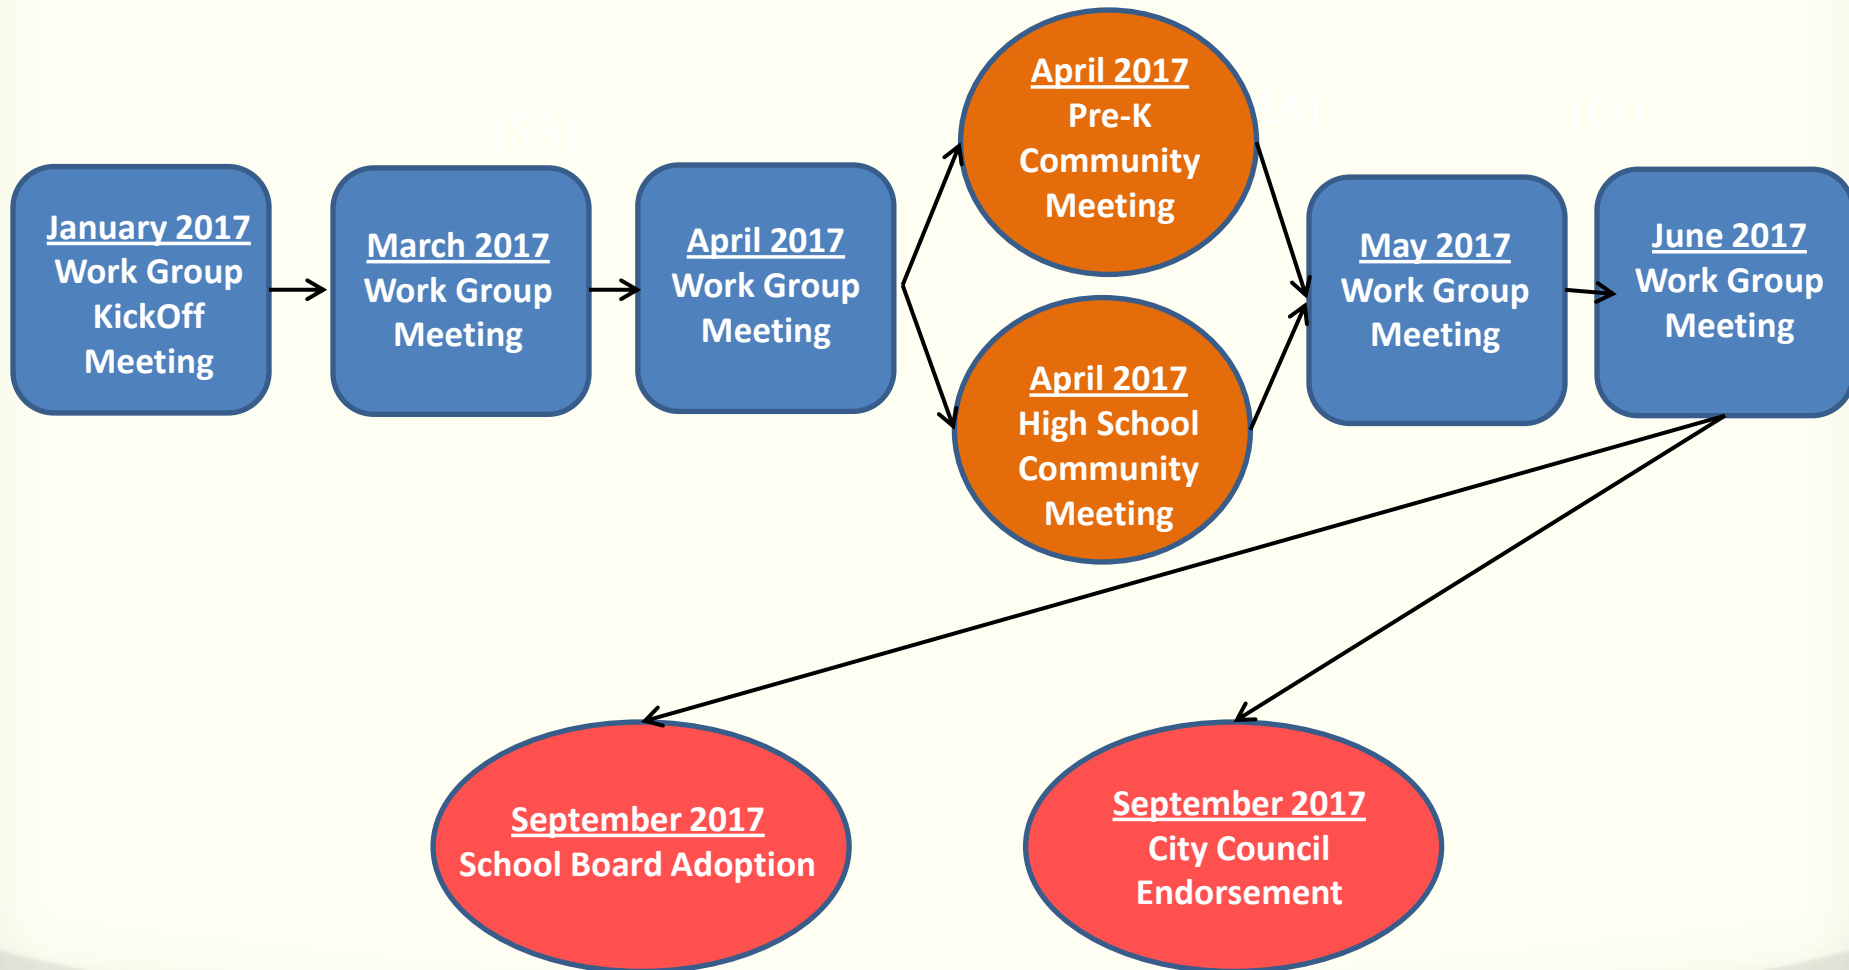 January 2017
Work Group
KickOff
Meeting
(SA)
March 2017
Work Group
Meeting
April 2017
Work Group
Meeting
April 2017
Pre-K
Community
Meeting
April 2017
High School
Community
Meeting
May 2017
Work Group
Meeting
(CD)
June 2017
Work Group
Meeting
September 2017
School Board Adoption
September 2017
City Council
Endorsement